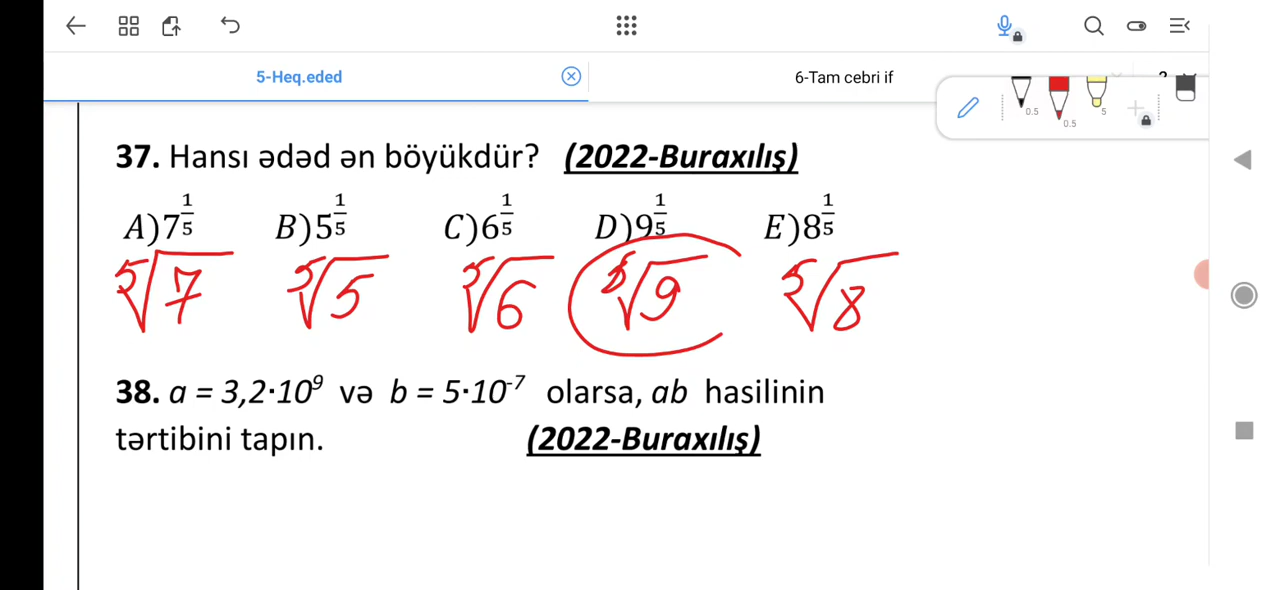 5-Heq.eded
6-Tam cebri if
0.5
0.5
5
37. Hansı ədəd ən böyükdür? (2022-Buraxılış)
A)7^{1/5} B)5^{1/5} C)6^{1/5} D)9^{1/5} E)8^{1/5}
⁵√7 ⁵√5 ⁵√6 ⁵√9 ⁵√8
38. a = 3,2·10⁹ və b = 5·10⁻⁷ olarsa, ab hasilinin
tərtibini tapın. (2022-Buraxılış)